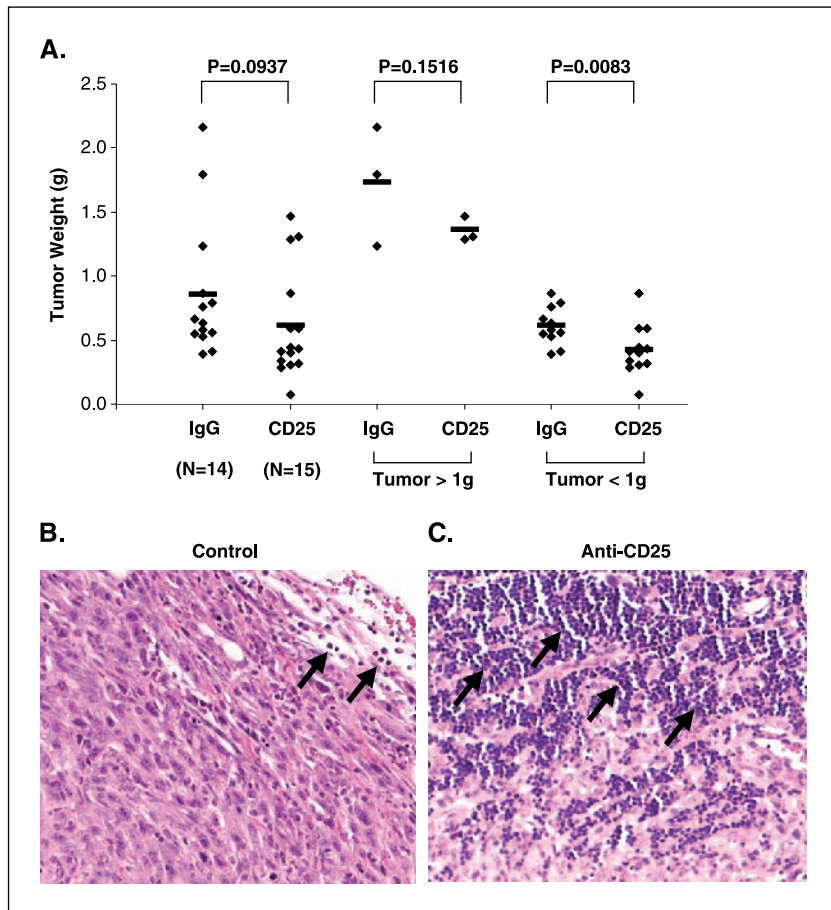 A.
P=0.0937 P=0.1516 P=0.0083
2.5
2.0
1.5
1.0
0.5
0.0
Tumor Weight (g)
IgG CD25 IgG CD25 IgG CD25
(N=14) (N=15) Tumor > 1g Tumor < 1g
B. C.
Control Anti-CD25